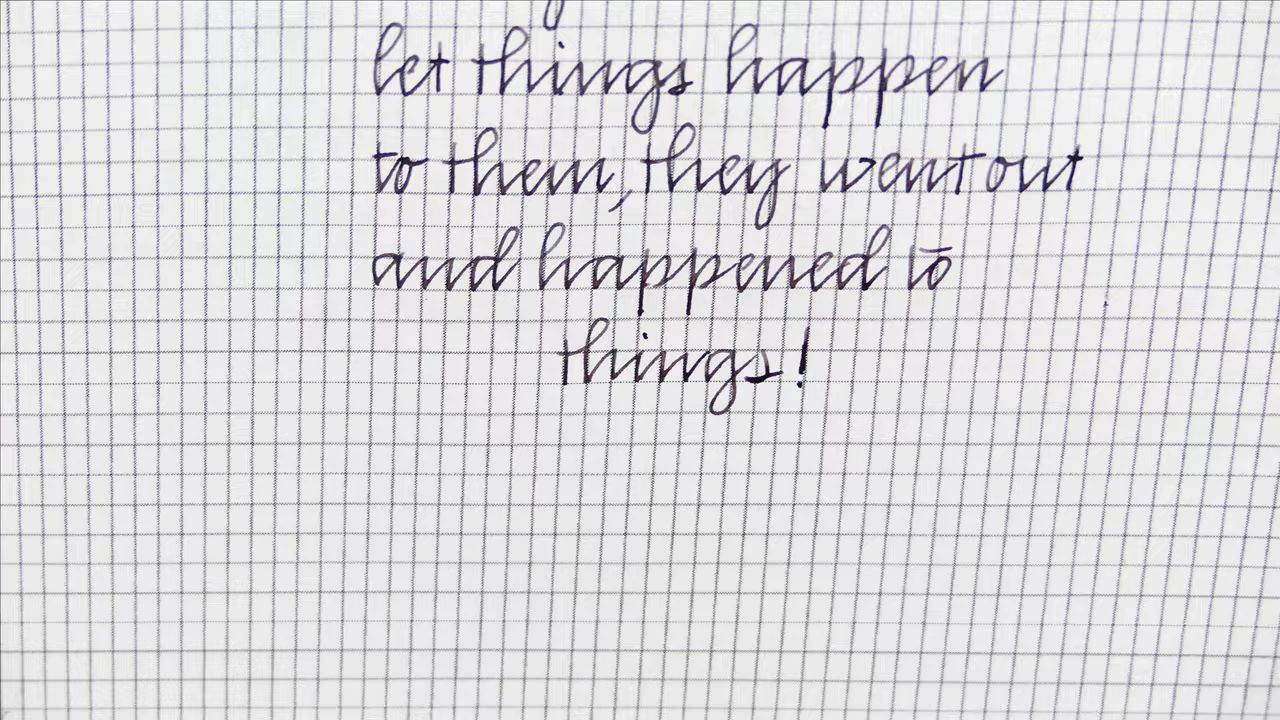 let things happen
to them, they went out
and happened to
things!